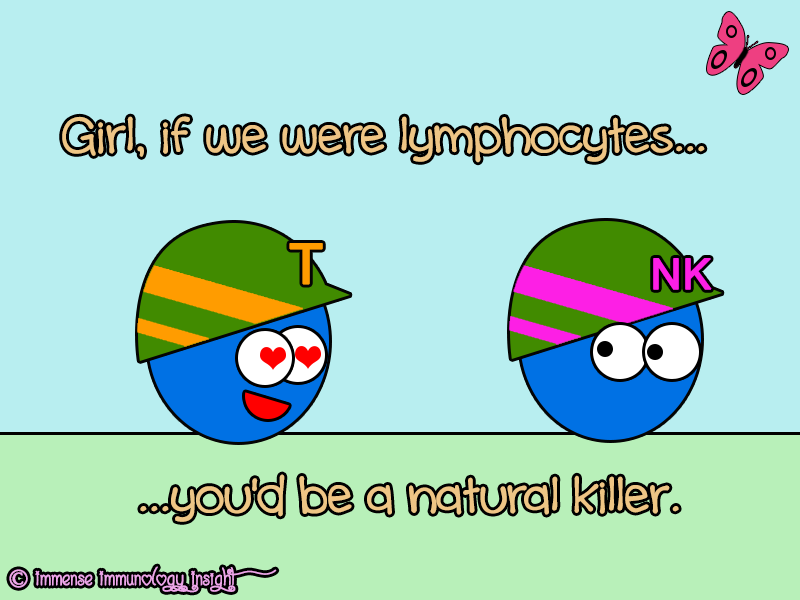 Girl, if we were lymphocytes...
T
NK
...you'd be a natural killer.
© immense immunology insight